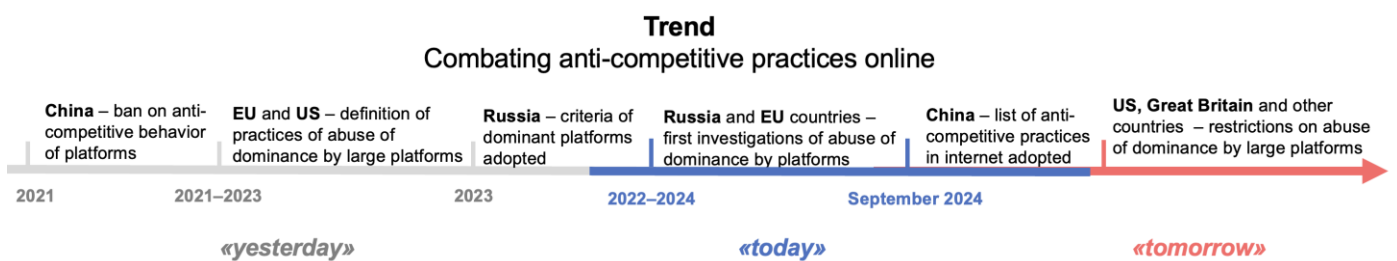 Trend
Combating anti-competitive practices online
China – ban on anti-
competitive behavior
of platforms
EU and US – definition of
practices of abuse of
dominance by large platforms
Russia – criteria of
dominant platforms
adopted
Russia and EU countries –
first investigations of abuse of
dominance by platforms
China – list of anti-
competitive practices
in internet adopted
US, Great Britain and other
countries – restrictions on abuse
of dominance by large platforms
2021
2021–2023
2023
2022–2024
September 2024
«yesterday»
«today»
«tomorrow»